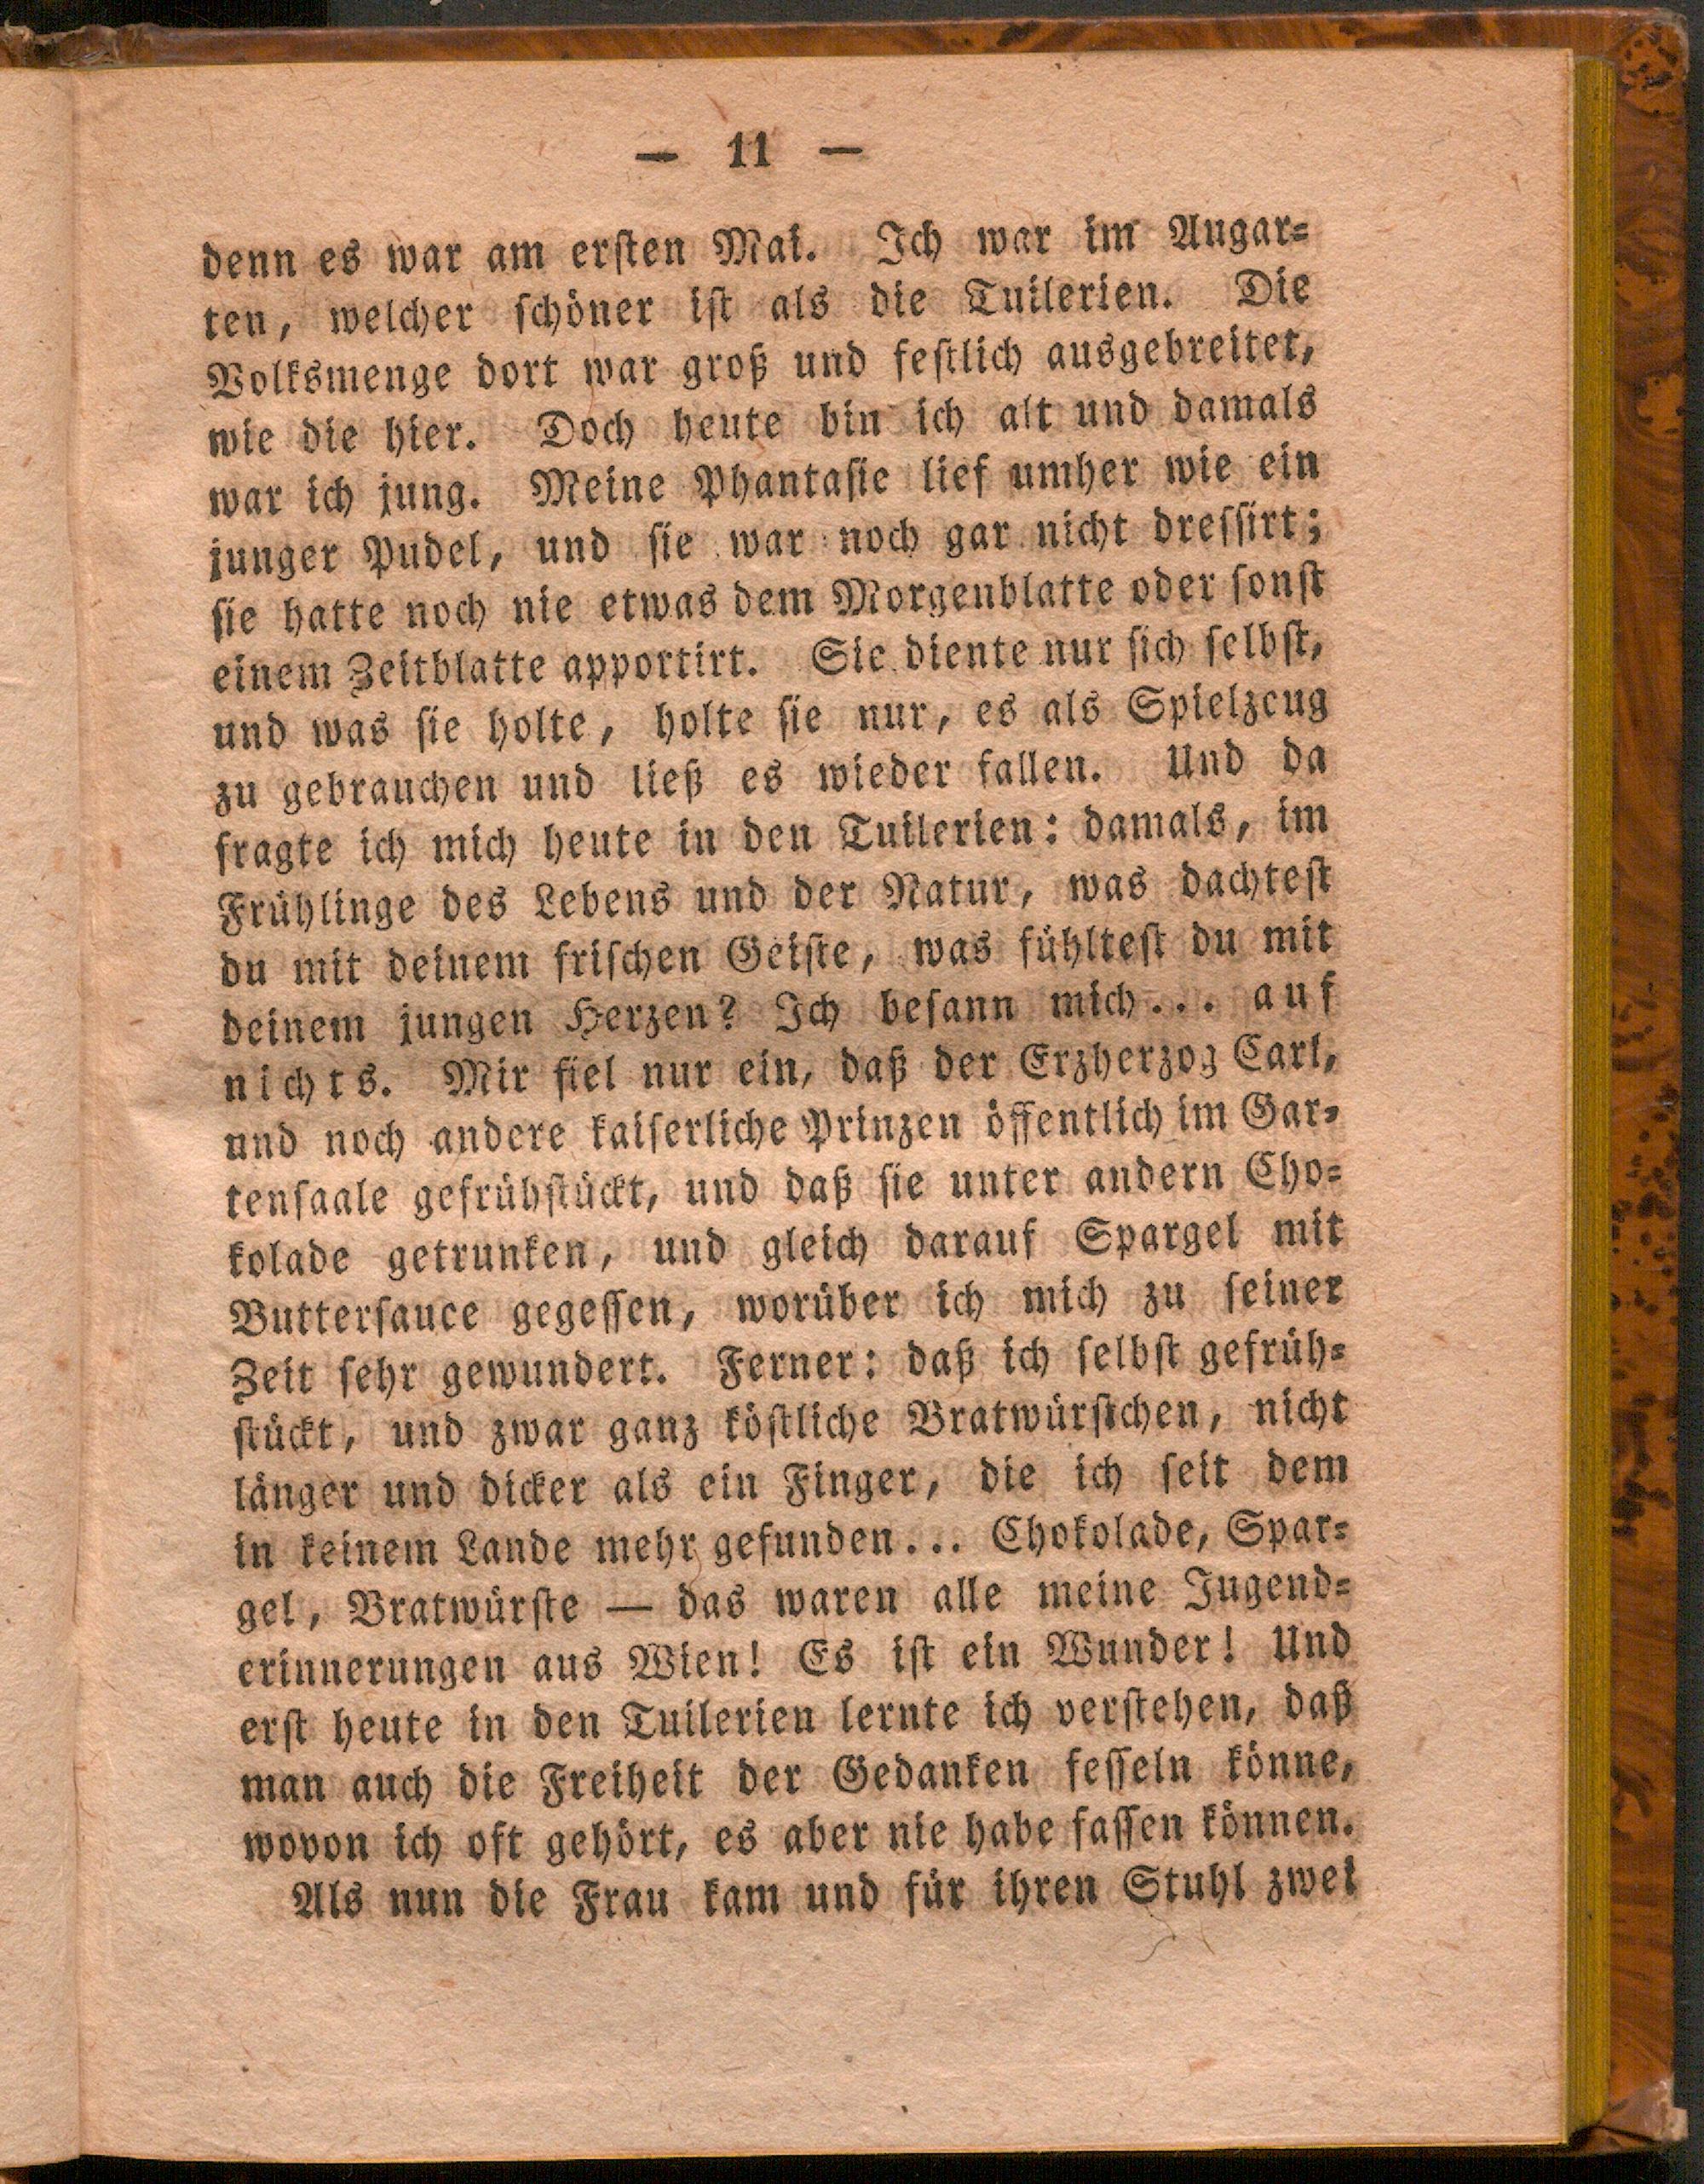 — 11 —
denn es war am erſten Mai. Ich war im Augar⸗
ten, welcher ſchöner iſt als die Tuilerien. Die
Volksmenge dort war groß und feſtlich ausgebreitet,
wie die hier. Doch heute bin ich alt und damals
war ich jung. Meine Phantaſie lief umher wie ein
junger Pudel, und ſie war noch gar nicht dreſſirt;
ſie hatte noch nie etwas dem Morgenblatte oder ſonſt
einem Zeitblatte apportirt. Sie diente nur ſich ſelbſt,
und was ſie holte, holte ſie nur, es als Spielzeug
zu gebrauchen und ließ es wieder fallen. Und da
fragte ich mich heute in den Tuilerien: damals, im
Frühlinge des Lebens und der Natur, was dachteſt
du mit deinem friſchen Geiſte, was fühlteſt du mit
deinem jungen Herzen? Ich beſann mich... auf
nichts. Mir fiel nur ein, daß der Erzherzog Carl,
und noch andere kaiſerliche Prinzen öffentlich im Gar⸗
tenſaale gefrühſtückt, und daß ſie unter andern Cho⸗
kolade getrunken, und gleich darauf Spargel mit
Butterſauce gegeſſen, worüber ich mich zu ſeiner
Zeit ſehr gewundert. Ferner: daß ich ſelbſt gefrüh⸗
ſtückt, und zwar ganz köſtliche Bratwürſtchen, nicht
länger und dicker als ein Finger, die ich ſeit dem
in keinem Lande mehr gefunden... Chokolade, Spar⸗
gel, Bratwürſte — das waren alle meine Jugend⸗
erinnerungen aus Wien! Es iſt ein Wunder! Und
erſt heute in den Tuilerien lernte ich verſtehen, daß
man auch die Freiheit der Gedanken feſſeln könne,
wovon ich oft gehört, es aber nie habe faſſen können.
Als nun die Frau kam und für ihren Stuhl zwei